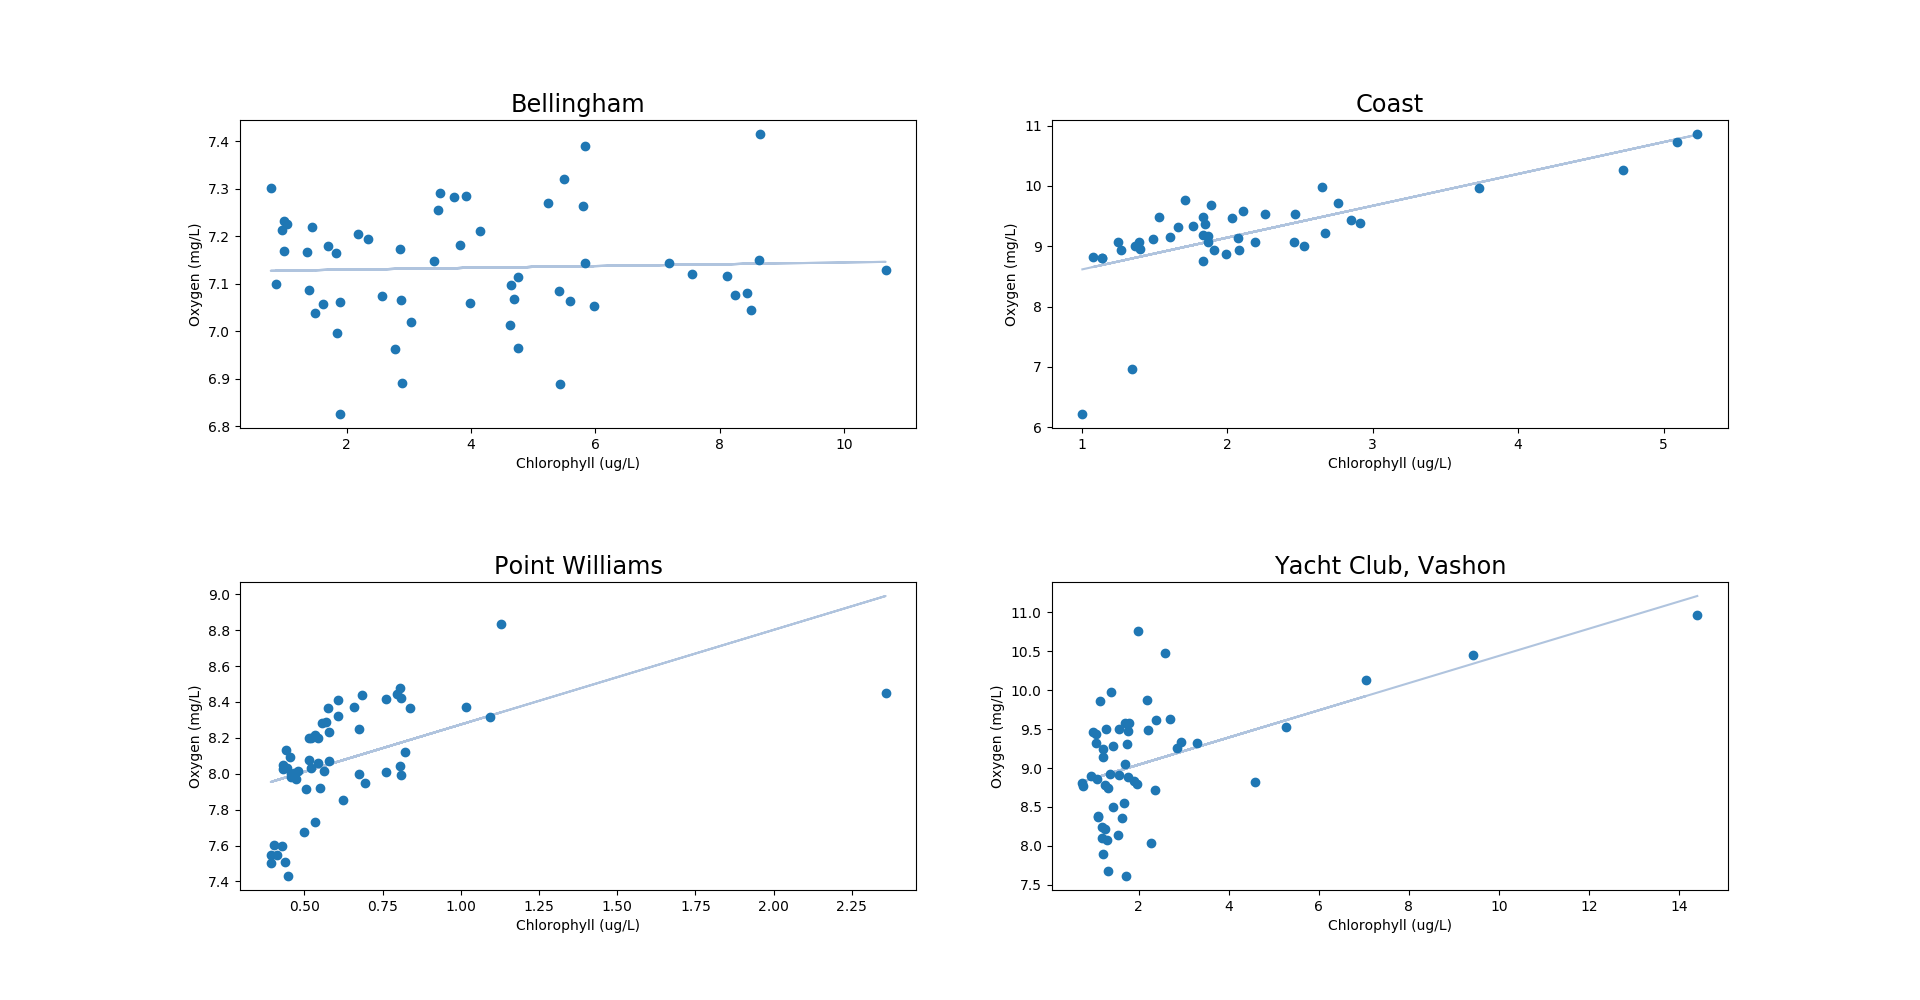 Bellingham
7.4
7.3
7.2
7.1
7.0
6.9
6.8
Oxygen (mg/L)
2 4 6 8 10
Chlorophyll (ug/L)
Coast
11
10
9
8
7
6
Oxygen (mg/L)
1 2 3 4 5
Chlorophyll (ug/L)
Point Williams
9.0
8.8
8.6
8.4
8.2
8.0
7.8
7.6
7.4
Oxygen (mg/L)
0.50 0.75 1.00 1.25 1.50 1.75 2.00 2.25
Chlorophyll (ug/L)
Yacht Club, Vashon
11.0
10.5
10.0
9.5
9.0
8.5
8.0
7.5
Oxygen (mg/L)
2 4 6 8 10 12 14
Chlorophyll (ug/L)